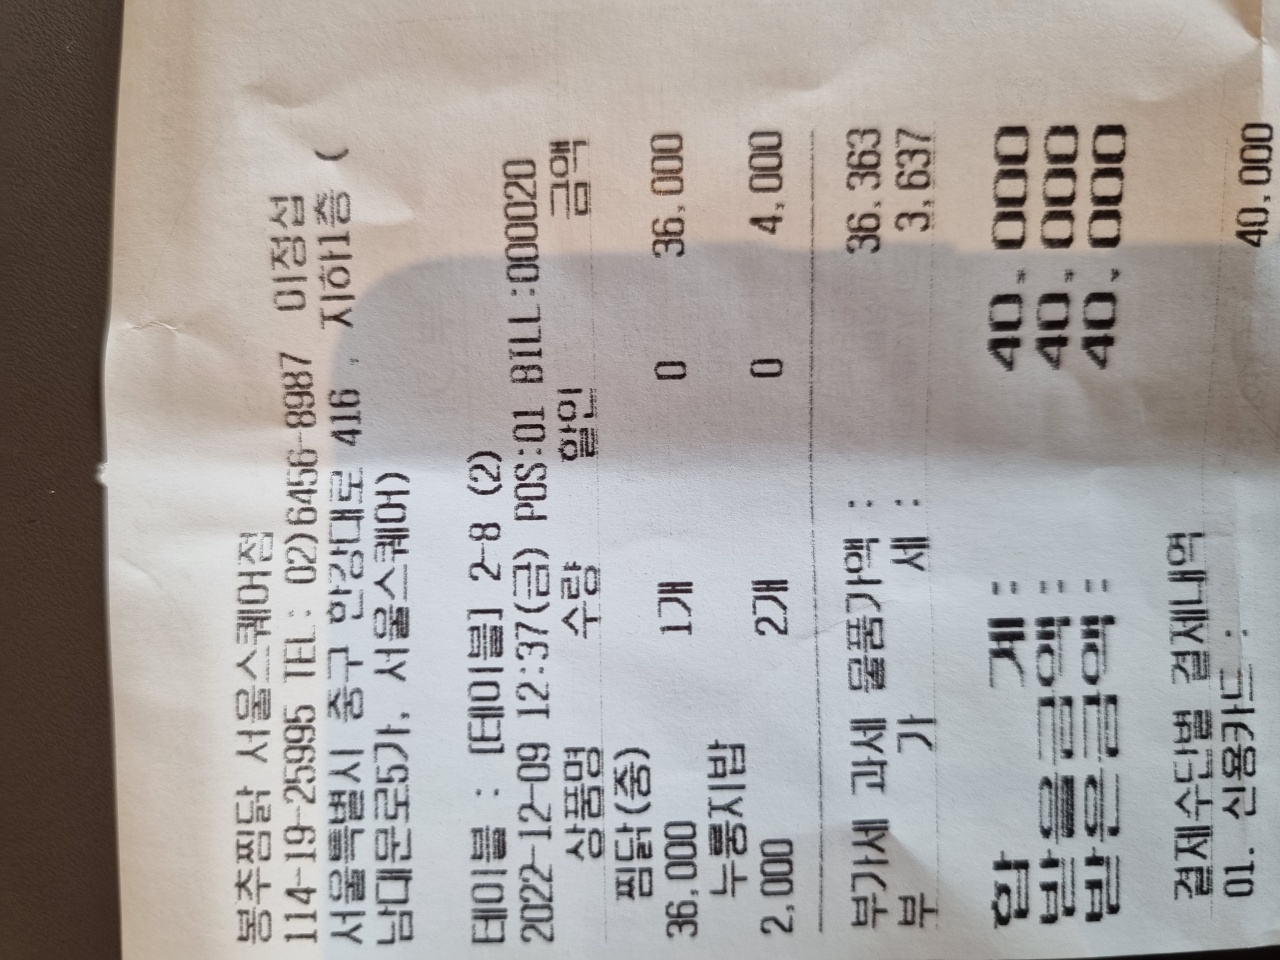 봉추찜닭 서울스퀘어점
114-19-25995 TEL: 02)6456-8987 이정섭
서울특별시 중구 한강대로 416 , 지하1층 (
남대문로5가, 서울스퀘어)
테이블 : [테이블] 2-8 (2)
2022-12-09 12:37(금) POS:01 BILL:000020
상품명 수량 할인 금액
찜닭(중)
36,000 1개 0 36,000
누룽지밥
2,000 2개 0 4,000
부가세 과세 물품가액 : 36,363
부 가 세 : 3,637
합 계 : 40,000
받을금액 : 40,000
받은금액 : 40,000
결제수단별 결제내역
01. 신용카드 : 40,000